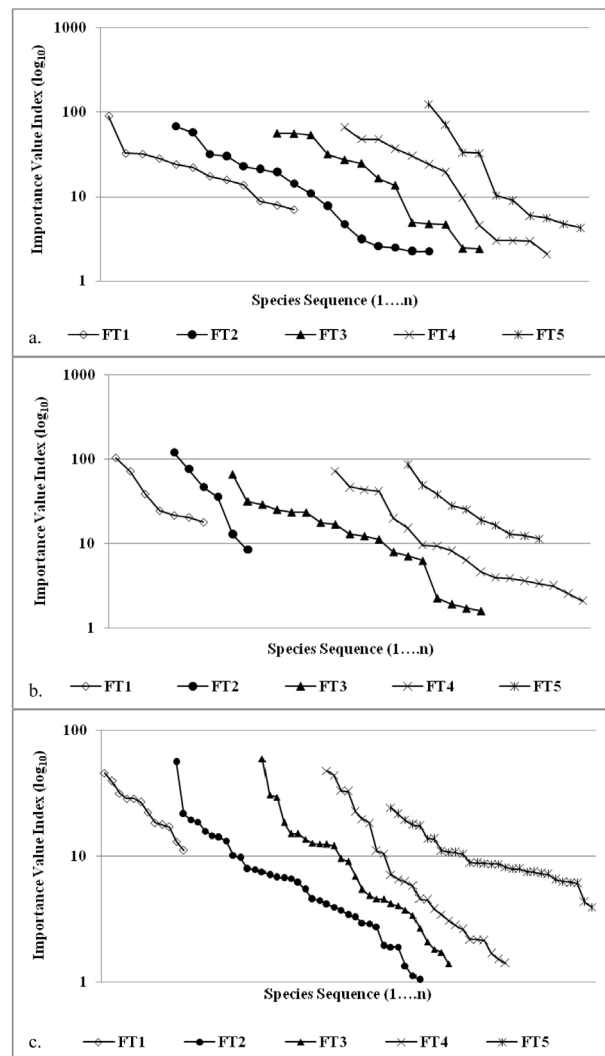 1000
100
10
1
Importance Value Index (log10)
Species Sequence (1....n)
a.
FT1 FT2 FT3 FT4 FT5
1000
100
10
1
Importance Value Index (log10)
Species Sequence (1....n)
b.
FT1 FT2 FT3 FT4 FT5
100
10
1
Importance Value Index (log10)
Species Sequence (1....n)
c.
FT1 FT2 FT3 FT4 FT5